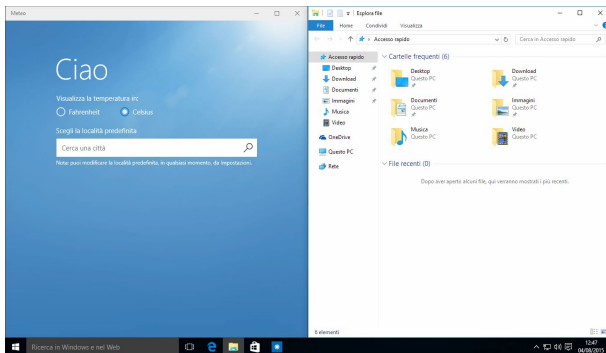 Meteo
Ciao
Visualizza la temperatura in:
Fahrenheit Celsius
Scegli la località predefinita
Cerca una città
Nota: puoi modificare la località predefinita, in qualsiasi momento, da Impostazioni.
Esplora file
File Home Condividi Visualizza
Accesso rapido
Cerca in Accesso rapido
Accesso rapido
Desktop
Download
Documenti
Immagini
Musica
Video
OneDrive
Questo PC
Rete
Cartelle frequenti (6)
Desktop
Questo PC
Download
Questo PC
Documenti
Questo PC
Immagini
Questo PC
Musica
Questo PC
Video
Questo PC
File recenti (0)
Dopo aver aperto alcuni file, qui verranno mostrati i più recenti.
0 elementi
Ricerca in Windows e nel Web
12:47
04/08/2015